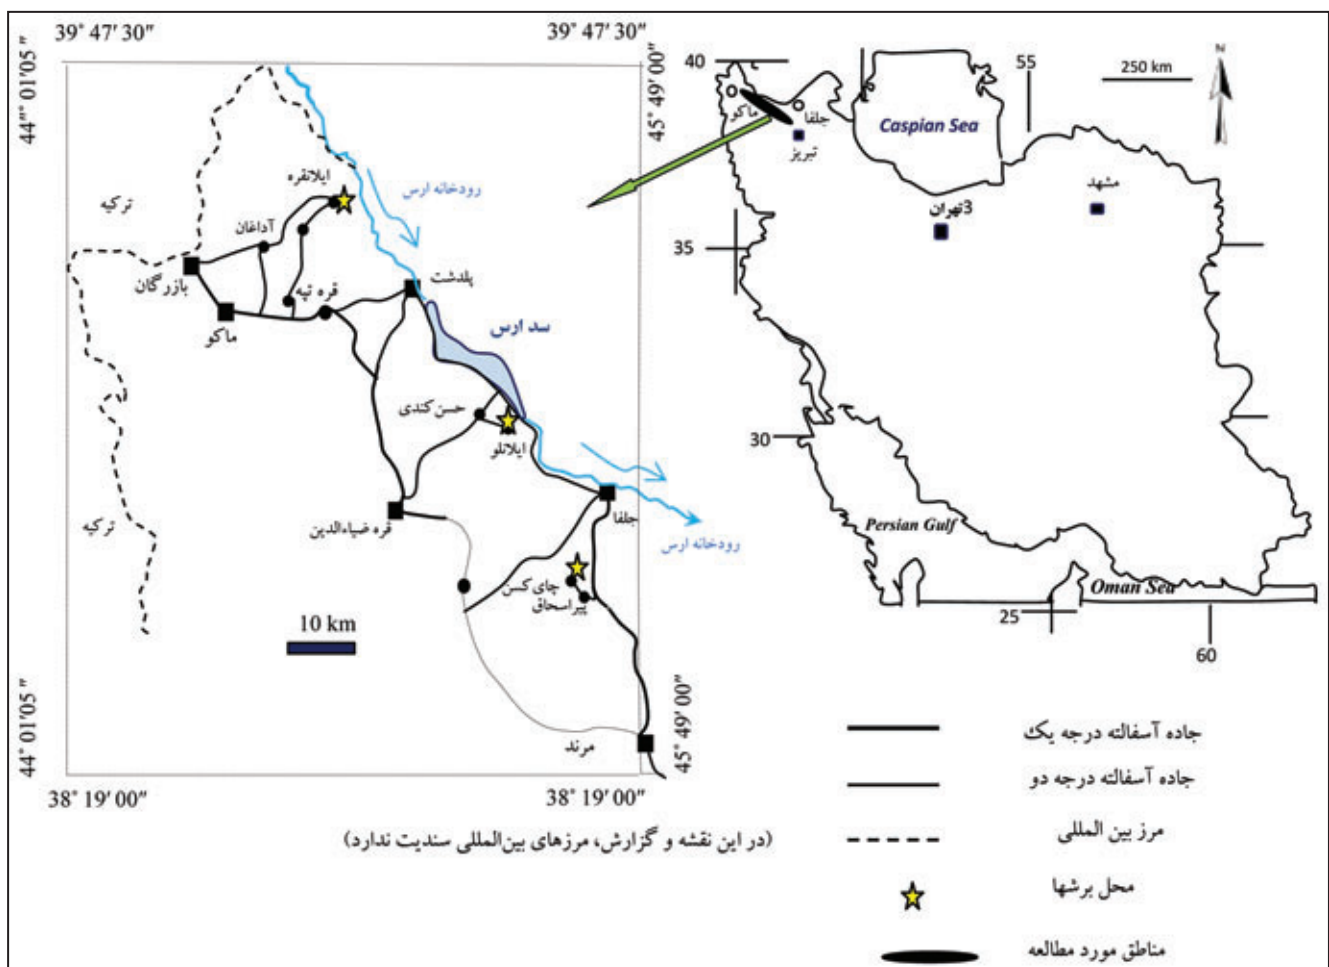 39° 47′ 30″
39° 47′ 30″
44″° 01′05″
45° 49′ 00″
ترکیه
ایلانقره
رودخانه ارس
آداغان
بازرگان
قره تپه
پلدشت
ماکو
سد ارس
حسن کندی
ایلانلو
ترکیه
قره ضیاءالدین
جلفا
رودخانه ارس
چای کسن
پیراسحاق
10 km
مرند
44° 01′05″
45° 49′ 00″
38° 19′ 00″
38° 19′ 00″
(در این نقشه و گزارش، مرزهای بین‌المللی سندیت ندارد)
40
55
250 km
N
ماکو
جلفا
تبریز
Caspian Sea
مشهد
3تهران
35
30
Persian Gulf
Oman Sea
25
60
جاده آسفالته درجه یک
جاده آسفالته درجه دو
مرز بین المللی
محل برشها
مناطق مورد مطالعه